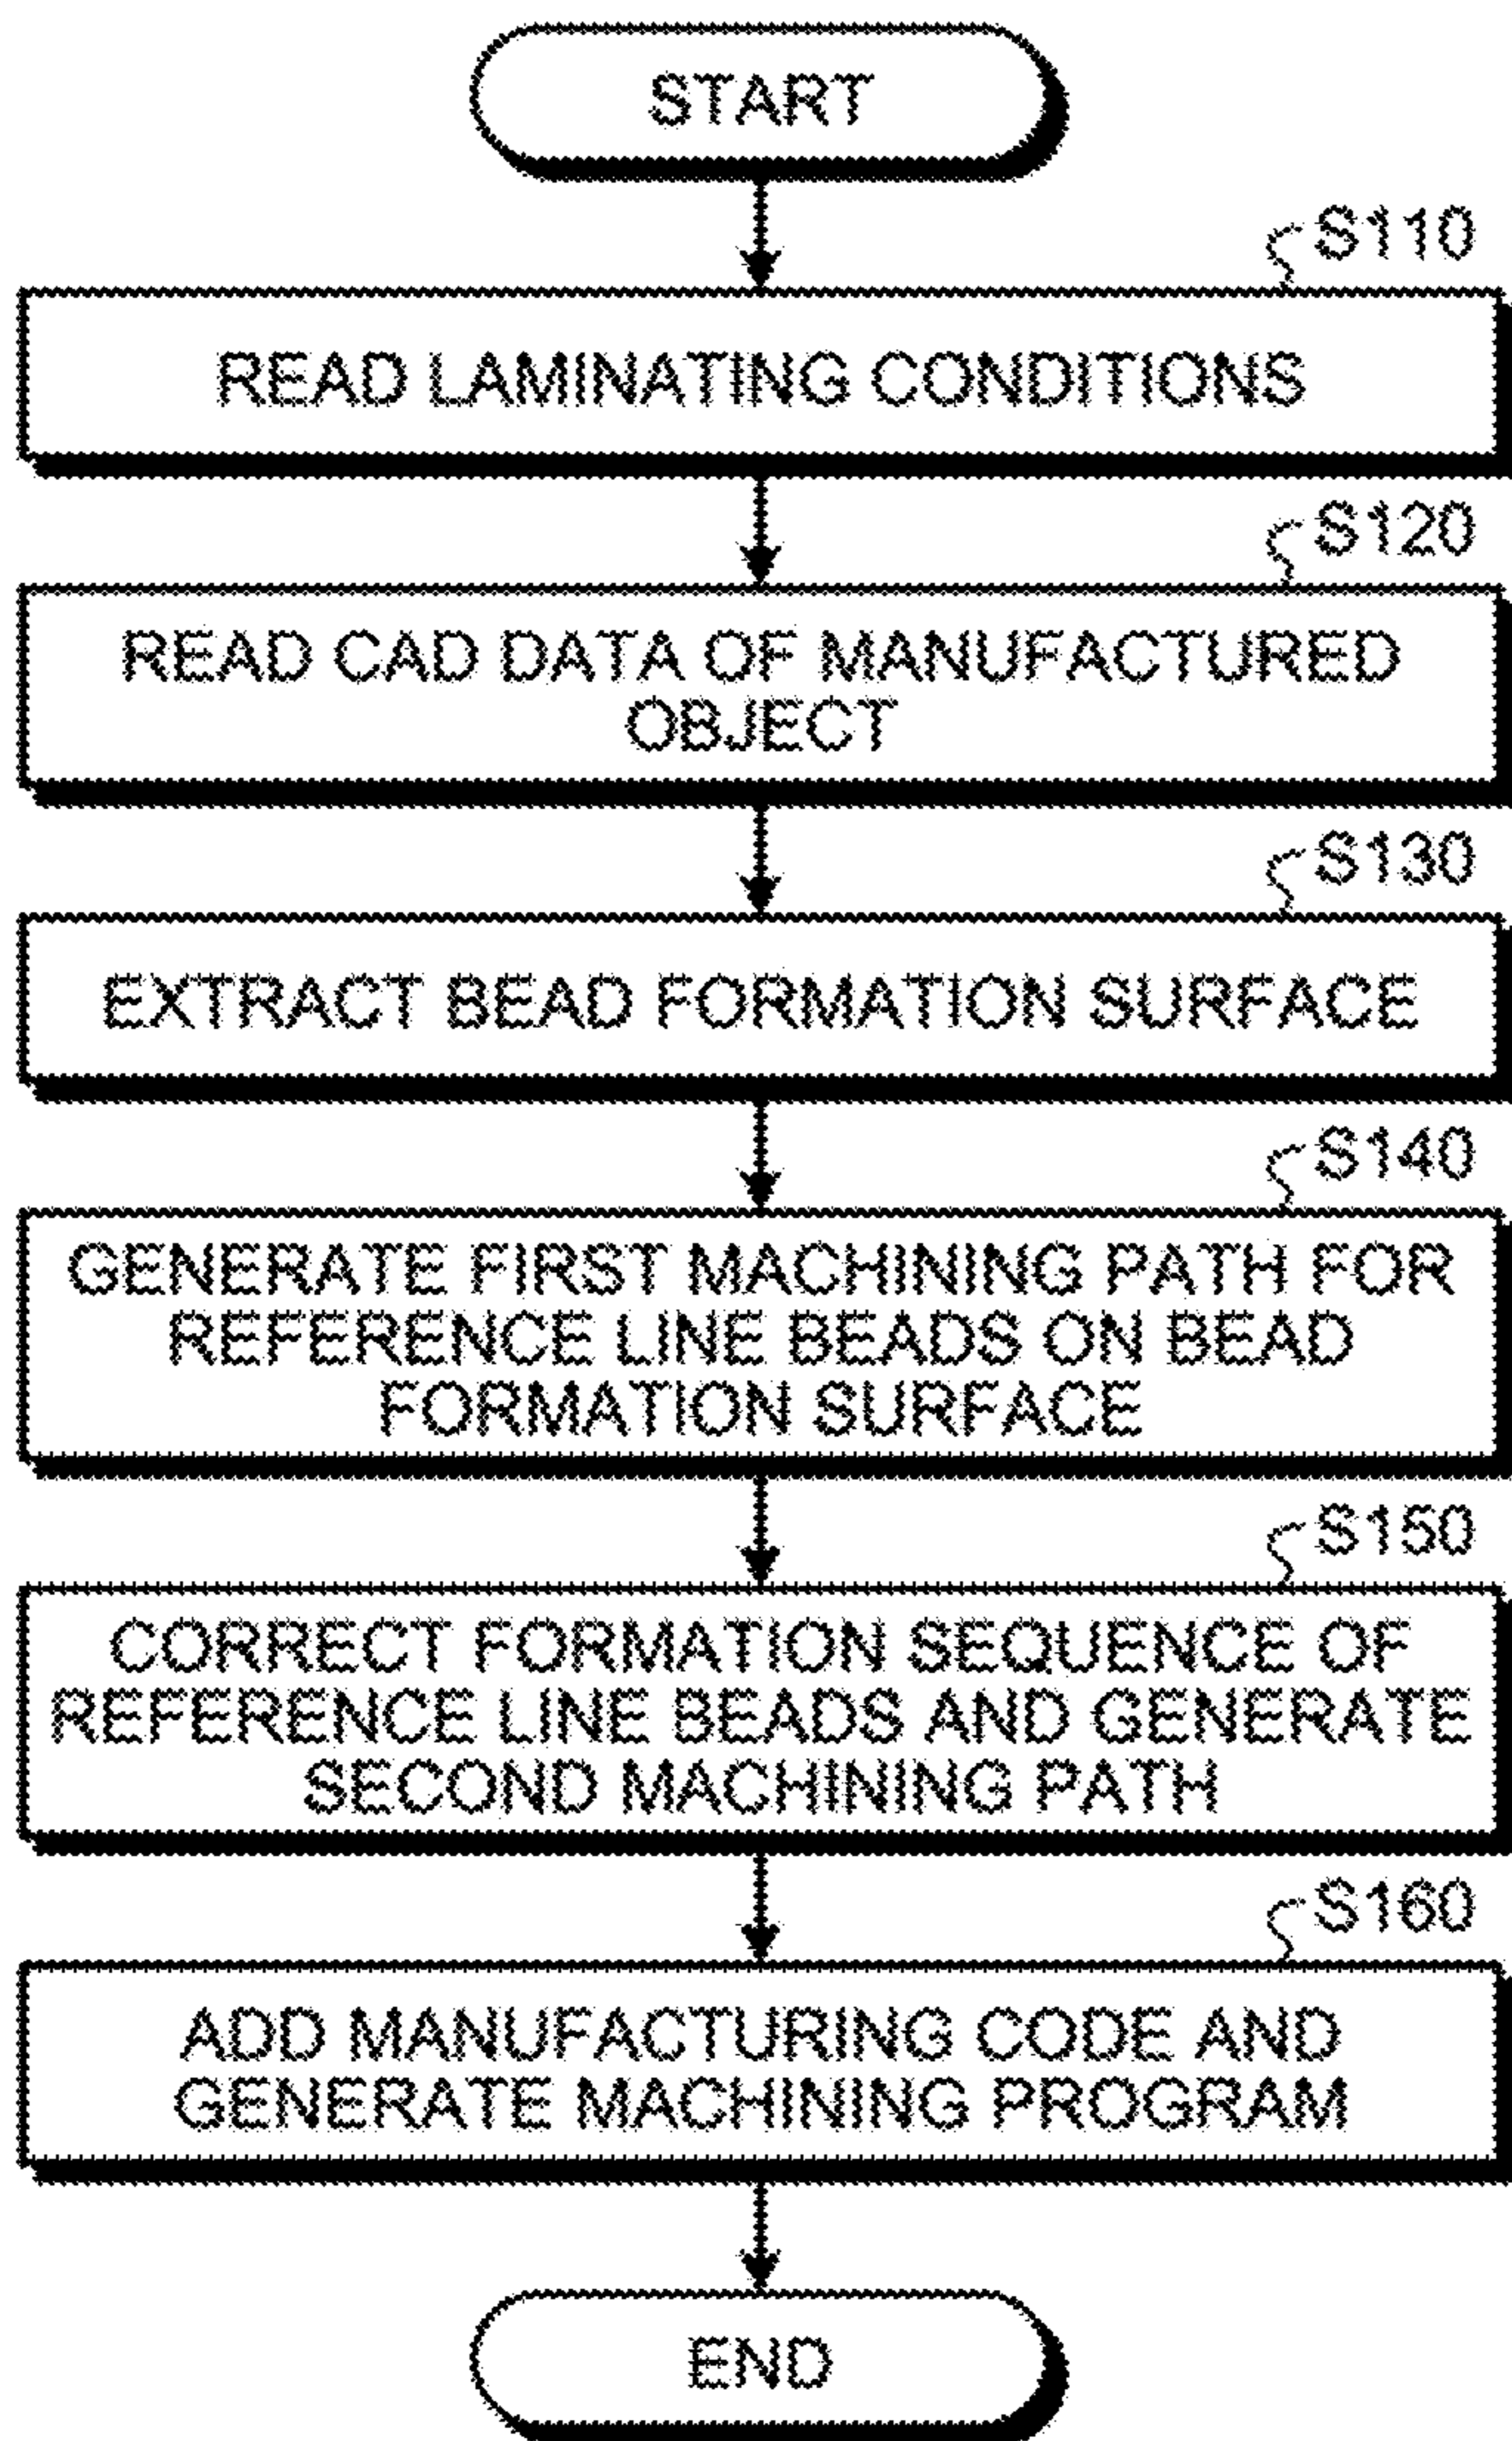 START
S110
READ LAMINATING CONDITIONS
S120
READ CAD DATA OF MANUFACTURED
OBJECT
S130
EXTRACT BEAD FORMATION SURFACE
S140
GENERATE FIRST MACHINING PATH FOR
REFERENCE LINE BEADS ON BEAD
FORMATION SURFACE
S150
CORRECT FORMATION SEQUENCE OF
REFERENCE LINE BEADS AND GENERATE
SECOND MACHINING PATH
S160
ADD MANUFACTURING CODE AND
GENERATE MACHINING PROGRAM
END